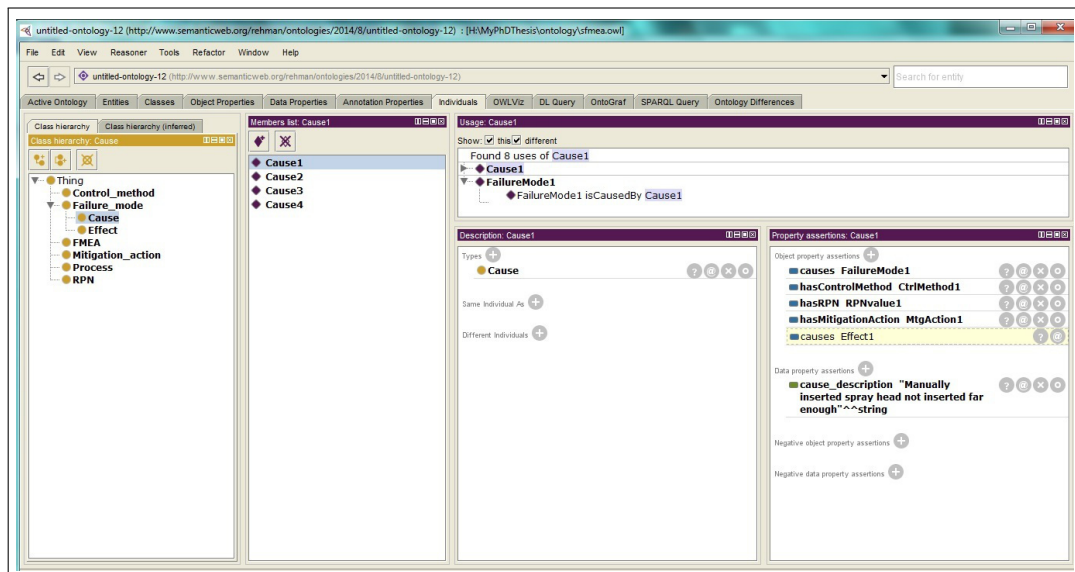 untitled-ontology-12 (http://www.semanticweb.org/rehman/ontologies/2014/8/untitled-ontology-12) : [H:\MyPhDThesis\ontology\sfmea.owl]
File Edit View Reasoner Tools Refactor Window Help
untitled-ontology-12 (http://www.semanticweb.org/rehman/ontologies/2014/8/untitled-ontology-12)
Search for entity
Active Ontology Entities Classes Object Properties Data Properties Annotation Properties Individuals OWLViz DL Query OntoGraf SPARQL Query Ontology Differences
Class hierarchy Class hierarchy (inferred)
Class hierarchy: Cause
Thing
Control_method
Failure_mode
Cause
Effect
FMEA
Mitigation_action
Process
RPN
Members list: Cause1
Cause1
Cause2
Cause3
Cause4
Usage: Cause1
Show: this different
Found 8 uses of Cause1
Cause1
FailureMode1
FailureMode1 isCausedBy Cause1
Description: Cause1
Types
Cause
Same Individual As
Different Individuals
Property assertions: Cause1
Object property assertions
causes FailureMode1
hasControlMethod CtrlMethod1
hasRPN RPNvalue1
hasMitigationAction MtgAction1
causes Effect1
Data property assertions
cause_description "Manually
inserted spray head not inserted far
enough"^^string
Negative object property assertions
Negative data property assertions